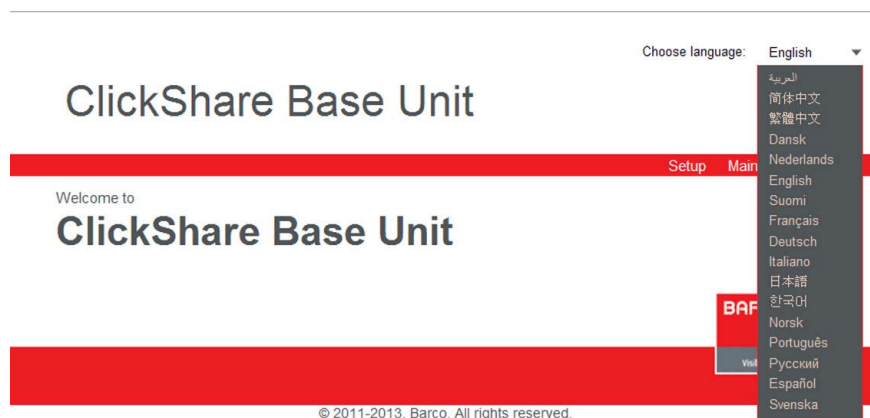 Choose language: English
ClickShare Base Unit
العربية
简体中文
繁體中文
Dansk
Nederlands
English
Suomi
Français
Deutsch
Italiano
日本語
한국어
Norsk
Português
Русский
Español
Svenska
Setup Main
Welcome to
ClickShare Base Unit
© 2011-2013. Barco. All rights reserved.